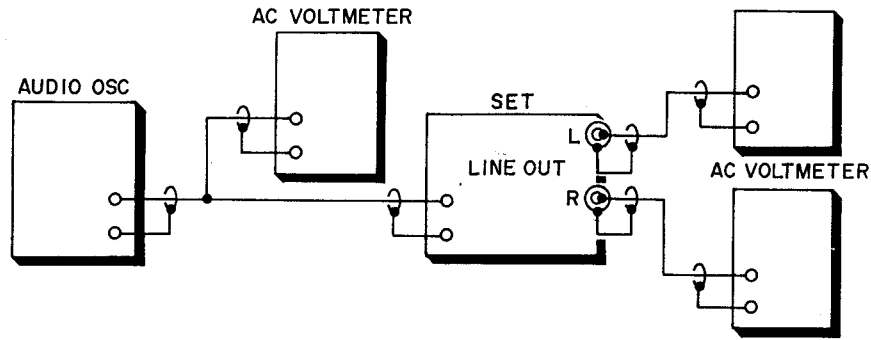 AC VOLTMETER
AUDIO OSC
SET
L
LINE OUT
AC VOLTMETER
R